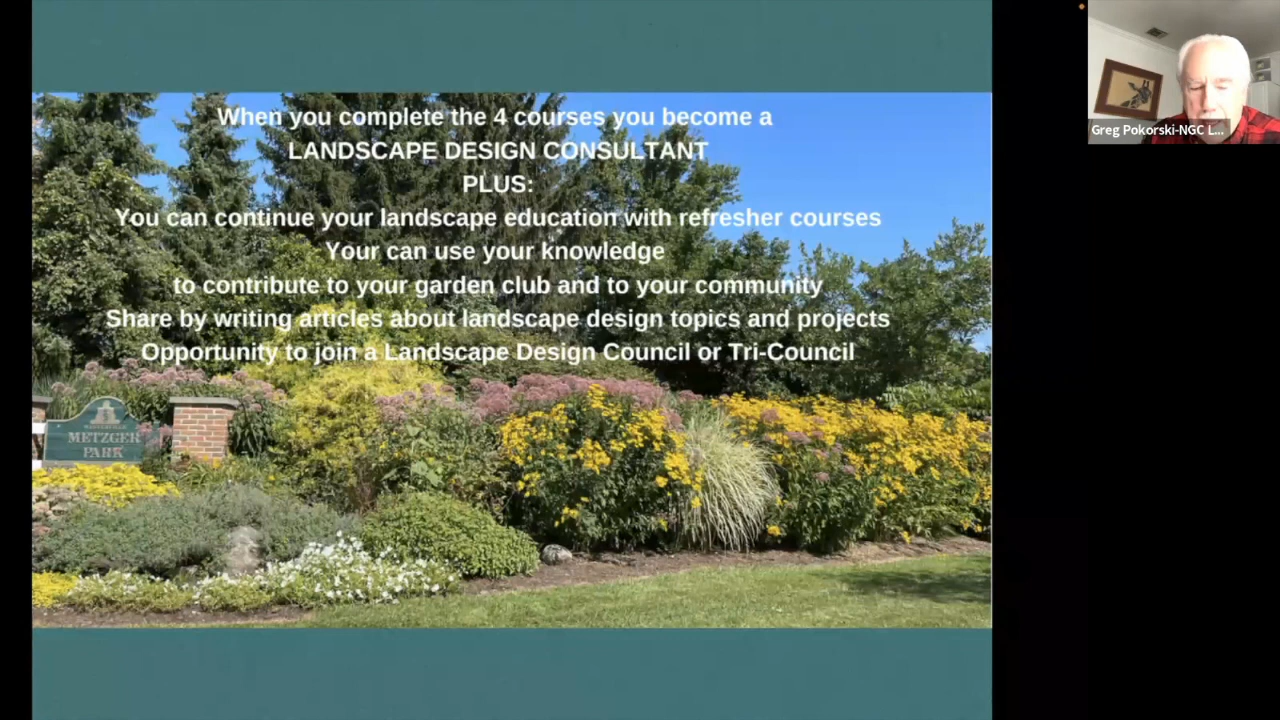 When you complete the 4 courses you become a
LANDSCAPE DESIGN CONSULTANT
PLUS:
You can continue your landscape education with refresher courses
Your can use your knowledge
to contribute to your garden club and to your community
Share by writing articles about landscape design topics and projects
Opportunity to join a Landscape Design Council or Tri-Council
METZGER
PARK
Greg Pokorski-NGC L...